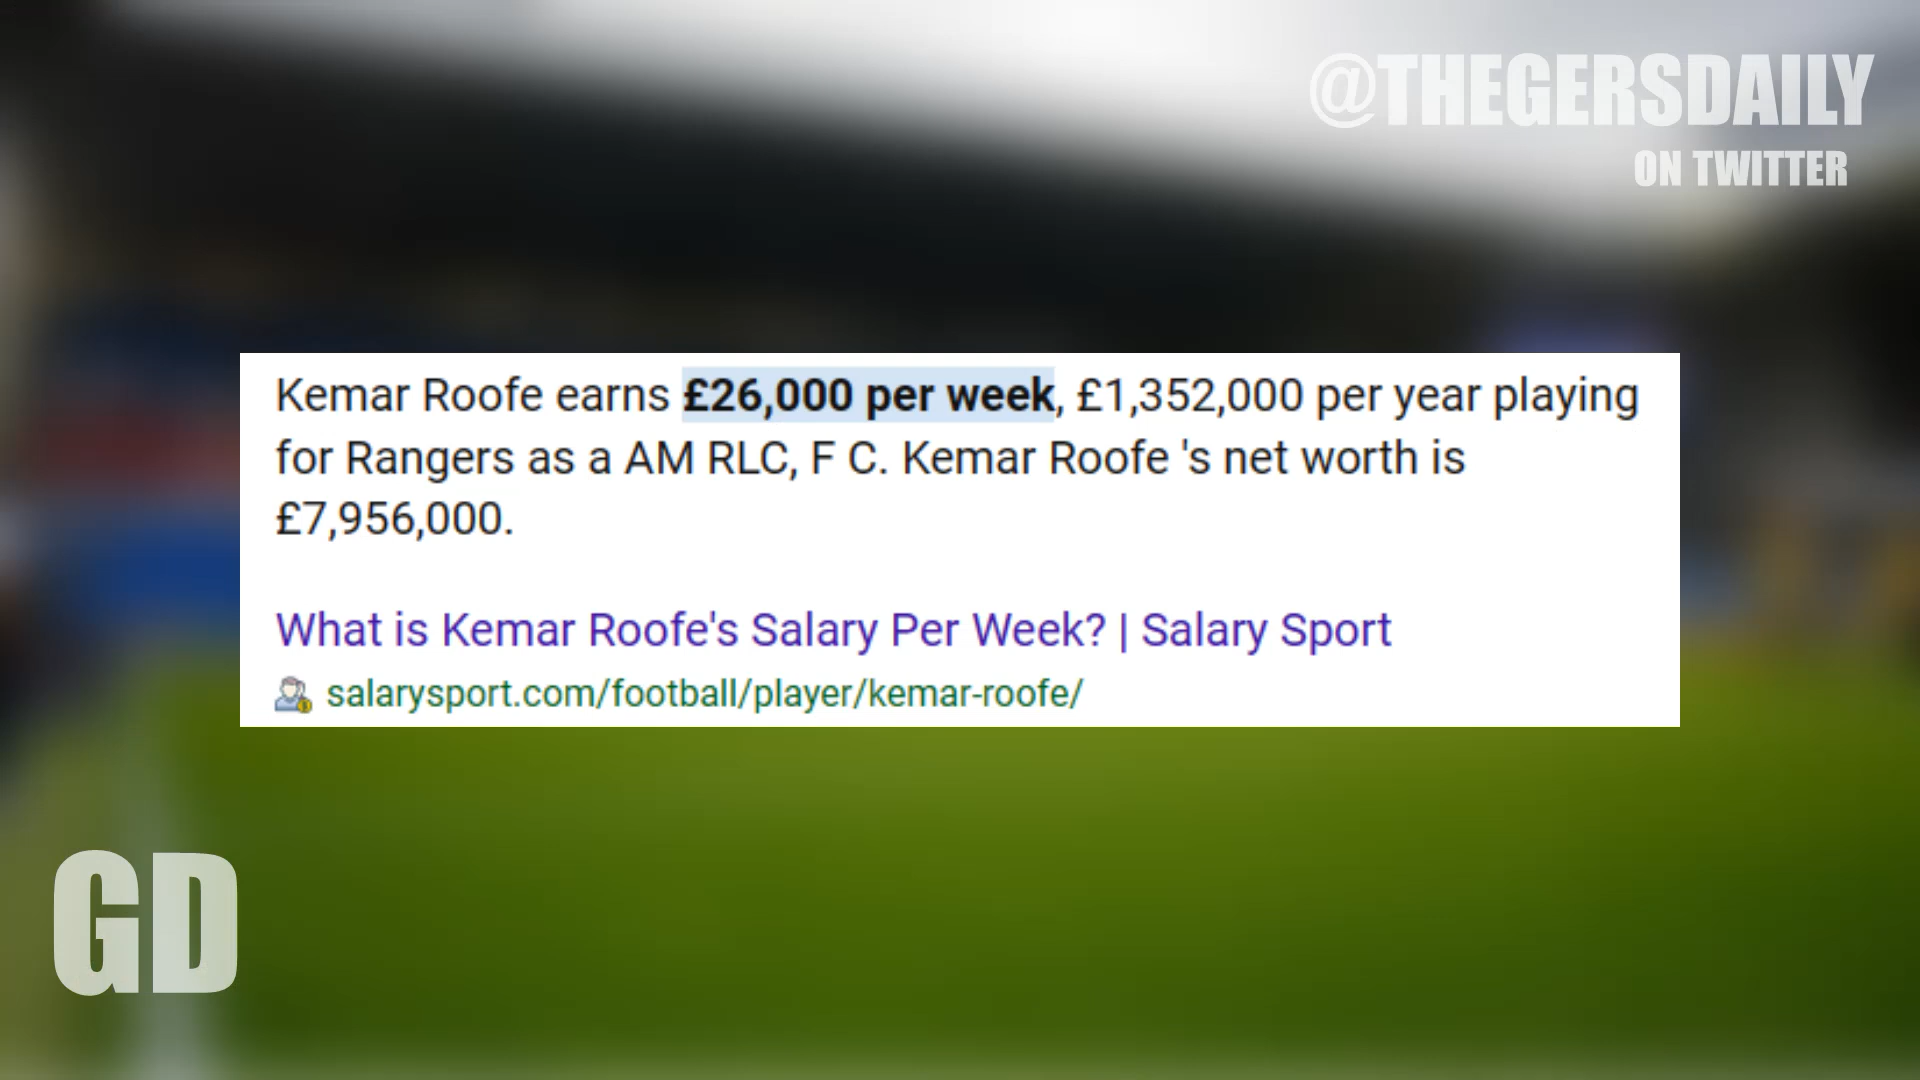 @THEGERSDAILY
ON TWITTER
Kemar Roofe earns £26,000 per week, £1,352,000 per year playing
for Rangers as a AM RLC, F C. Kemar Roofe 's net worth is
£7,956,000.
What is Kemar Roofe's Salary Per Week? | Salary Sport
salarysport.com/football/player/kemar-roofe/
GD